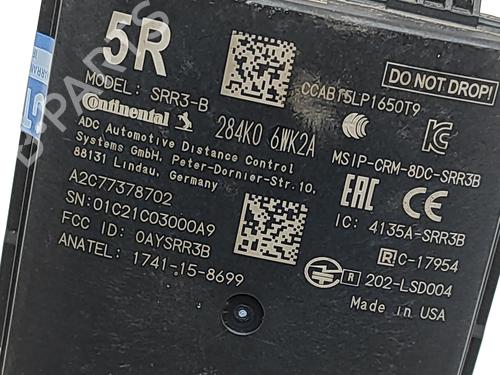 5R
DO NOT DROP!
MODEL: SRR3-B
CCAB15LP1650T9
Continental
284K0 6WK2A
MSIP-CRM-8DC-SRR3B
ADC Automotive Distance Control
Systems GmbH, Peter-Dornier-Str. 10,
88131 Lindau, Germany
EAC CE
A2C77378702
IC: 4135A-SRR3B
SN: 01C21C03000A9
FCC ID: OAYSRR3B
R C-17954
ANATEL: 1741-15-8699
R 202-LSD004
Made in USA